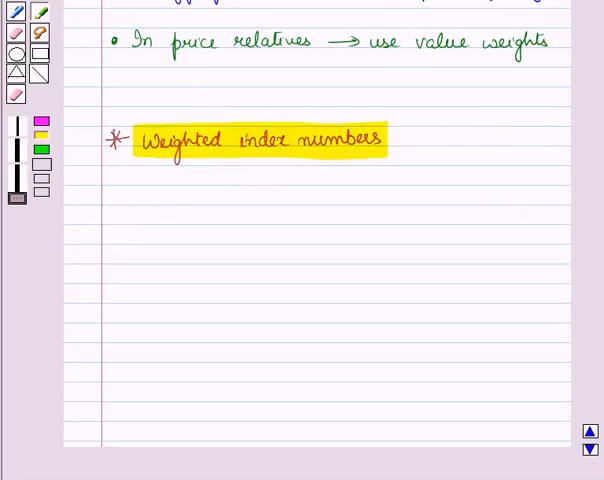 • In price relatives → use value weights
* Weighted index numbers